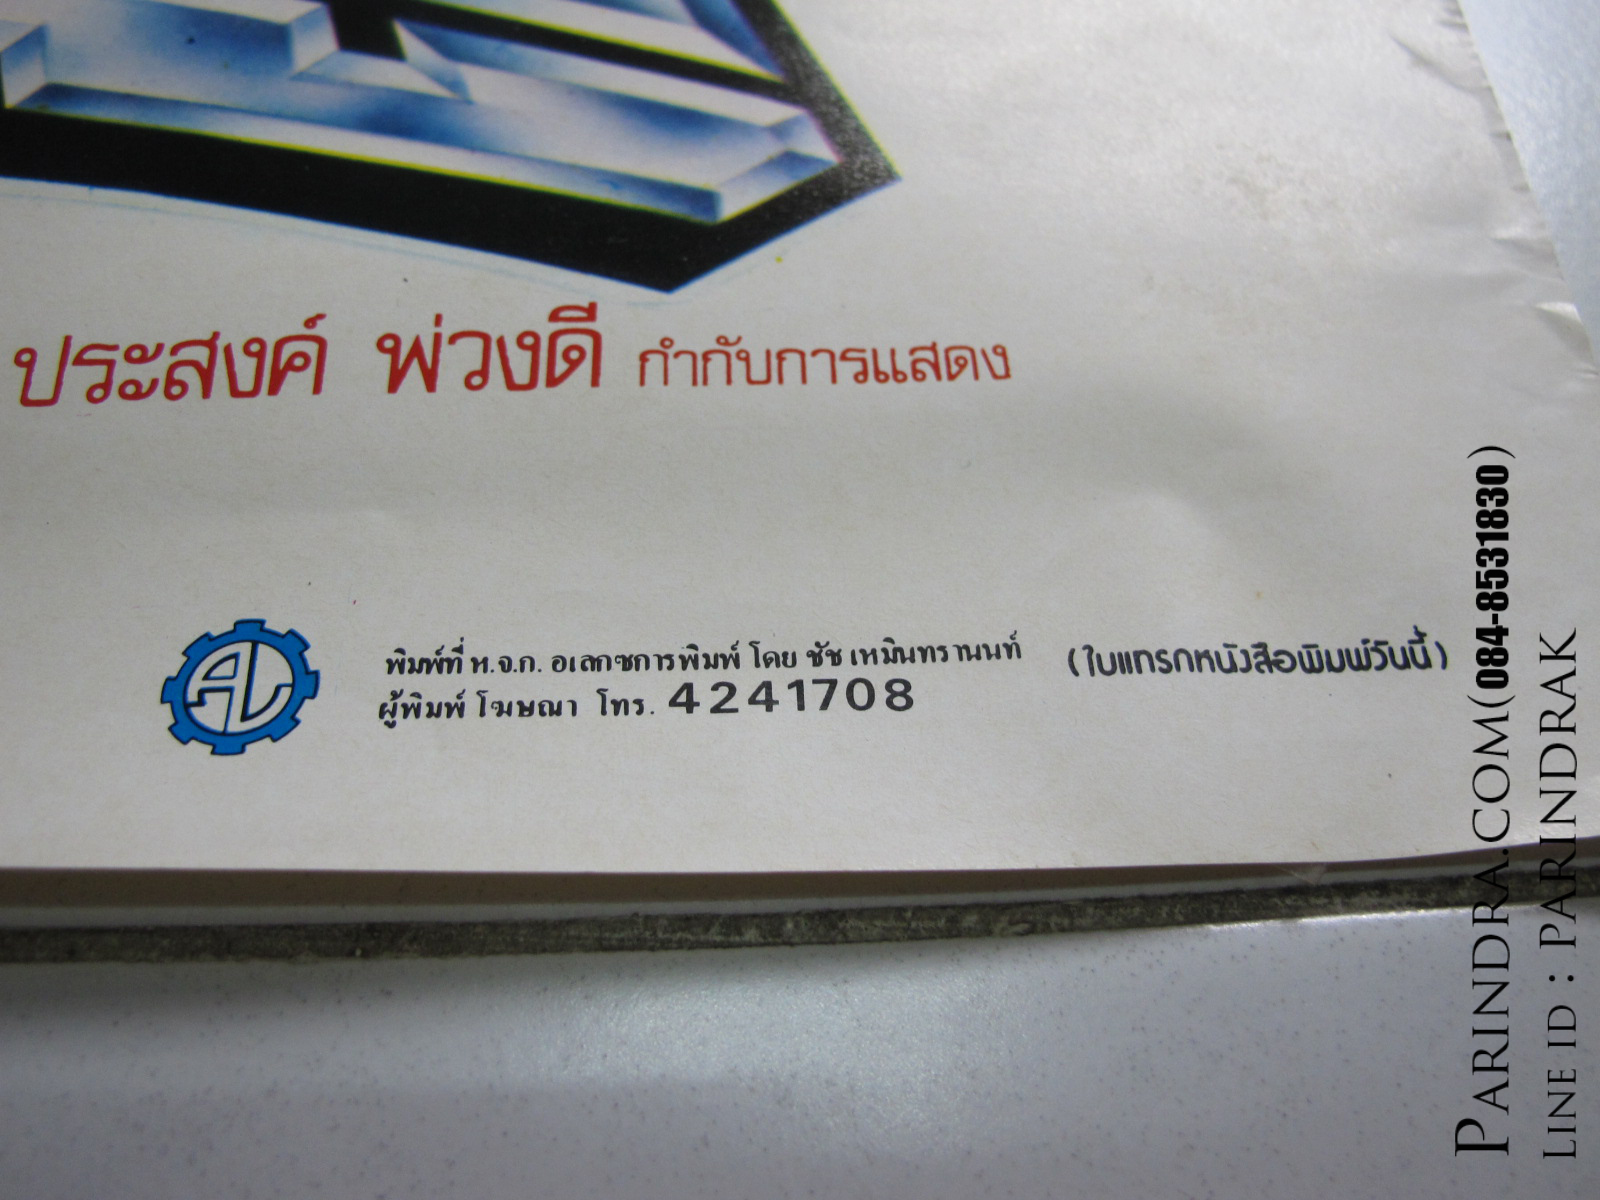 ประสงค์ พ่วงดี กำกับการแสดง
AL
พิมพ์ที่ ห.จ.ก. อเลกซการพิมพ์ โดย ชัช เหมินทรานนท์
ผู้พิมพ์ โฆษณา โทร. 4241708
(ใบแทรกหนังสือพิมพ์วันนี้)
PARINDRA.COM(084-8531830)
LINE ID : PARINDRAK